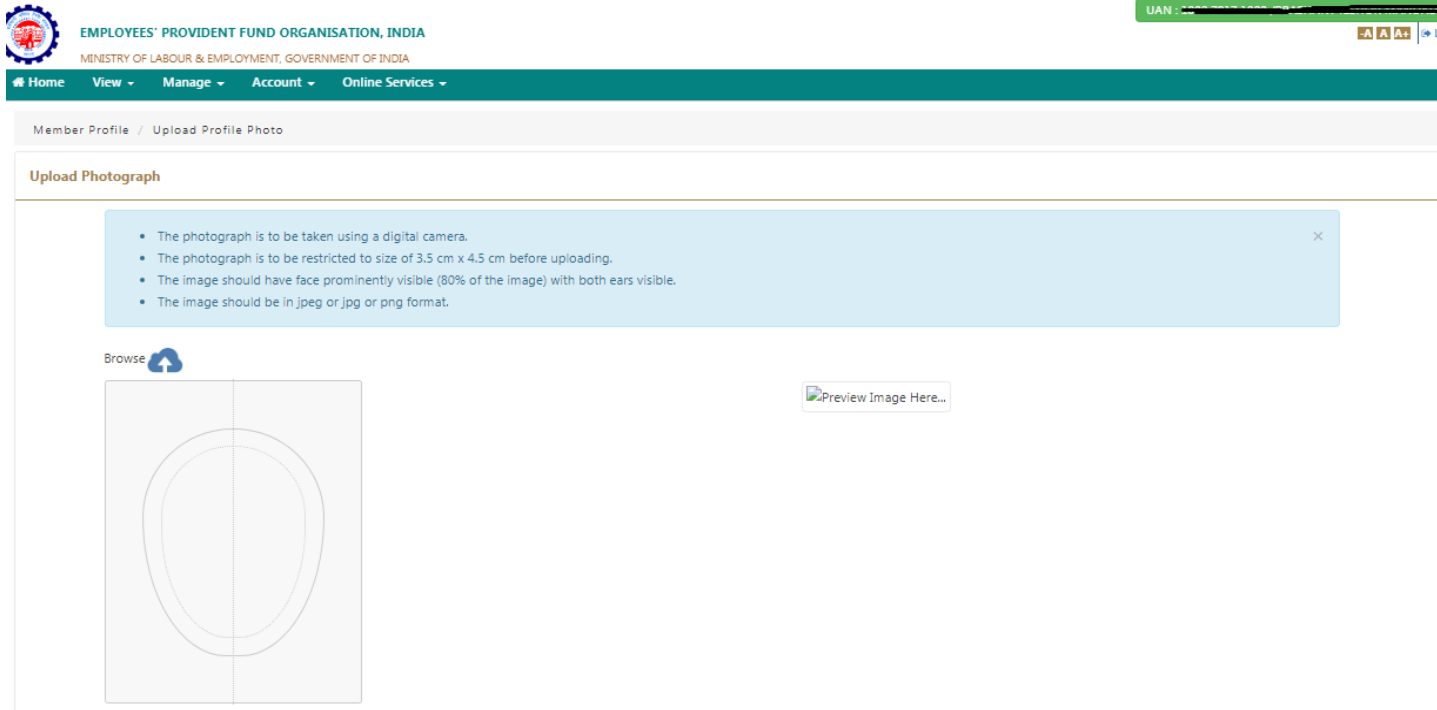 UAN :
EMPLOYEES' PROVIDENT FUND ORGANISATION, INDIA
-A A A+
MINISTRY OF LABOUR & EMPLOYMENT, GOVERNMENT OF INDIA
Home View Manage Account Online Services
Member Profile / Upload Profile Photo
Upload Photograph
The photograph is to be taken using a digital camera.
×
The photograph is to be restricted to size of 3.5 cm x 4.5 cm before uploading.
The image should have face prominently visible (80% of the image) with both ears visible.
The image should be in jpeg or jpg or png format.
Browse
Preview Image Here...